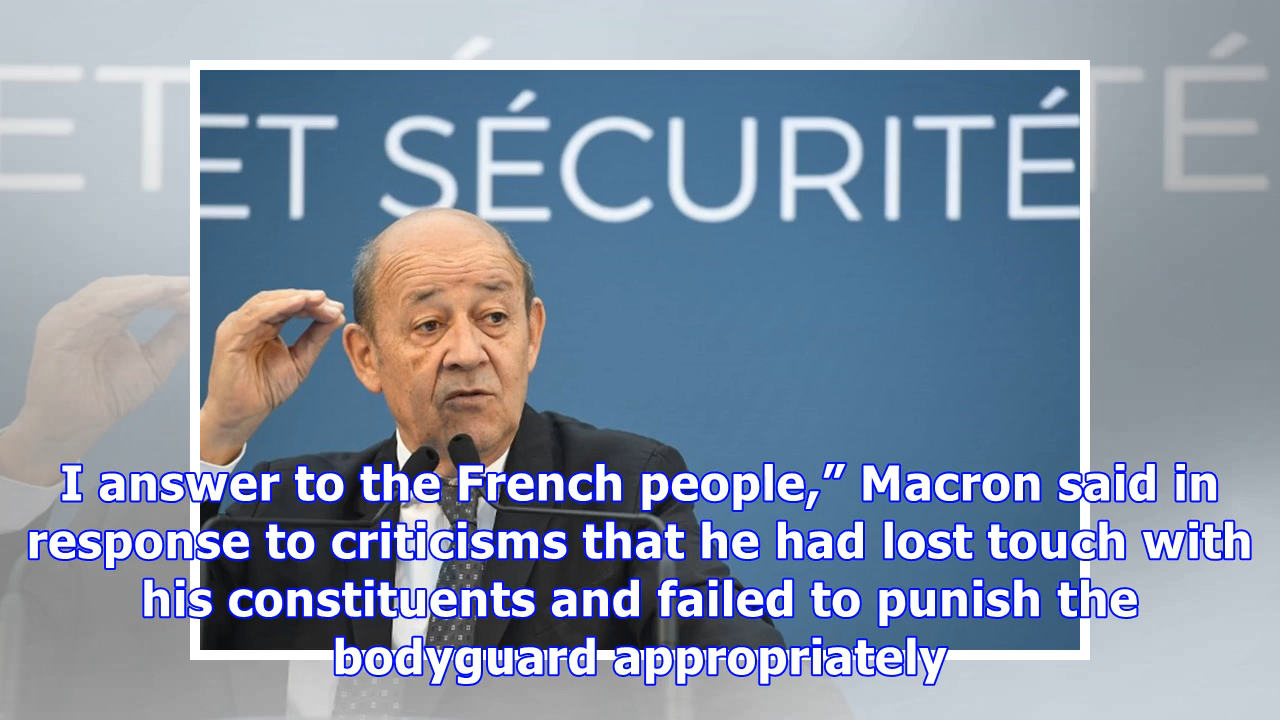 ET SÉCURITÉ
I answer to the French people,” Macron said in
response to criticisms that he had lost touch with
his constituents and failed to punish the
bodyguard appropriately